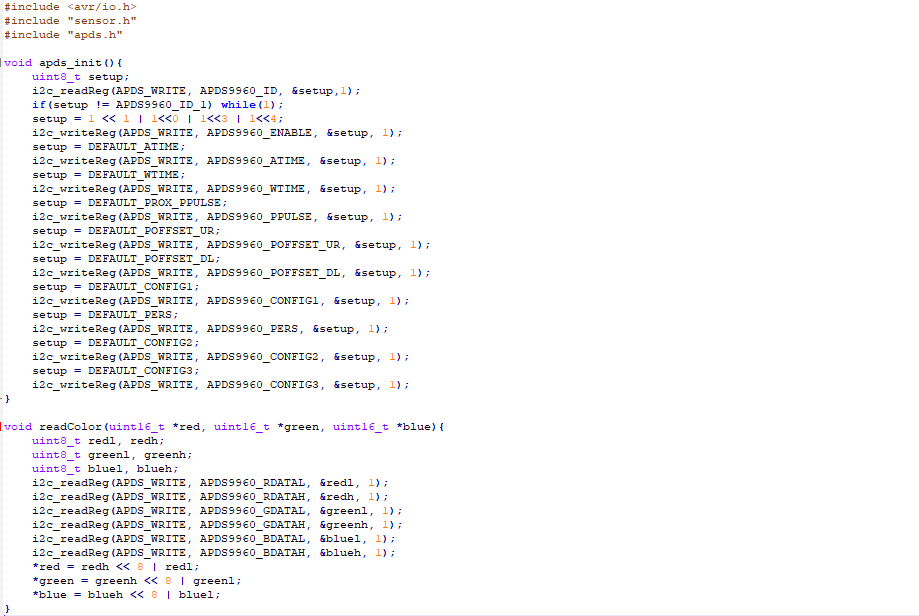 #include <avr/io.h>
#include "sensor.h"
#include "apds.h"
void apds_init(){
uint8_t setup;
i2c_readReg(APDS_WRITE, APDS9960_ID, &setup,1);
if(setup != APDS9960_ID_1) while(1);
setup = 1 << 1 | 1<<0 | 1<<3 | 1<<4;
i2c_writeReg(APDS_WRITE, APDS9960_ENABLE, &setup, 1);
setup = DEFAULT_ATIME;
i2c_writeReg(APDS_WRITE, APDS9960_ATIME, &setup, 1);
setup = DEFAULT_WTIME;
i2c_writeReg(APDS_WRITE, APDS9960_WTIME, &setup, 1);
setup = DEFAULT_PROX_PPULSE;
i2c_writeReg(APDS_WRITE, APDS9960_PPULSE, &setup, 1);
setup = DEFAULT_POFFSET_UR;
i2c_writeReg(APDS_WRITE, APDS9960_POFFSET_UR, &setup, 1);
setup = DEFAULT_POFFSET_DL;
i2c_writeReg(APDS_WRITE, APDS9960_POFFSET_DL, &setup, 1);
setup = DEFAULT_CONFIG1;
i2c_writeReg(APDS_WRITE, APDS9960_CONFIG1, &setup, 1);
setup = DEFAULT_PERS;
i2c_writeReg(APDS_WRITE, APDS9960_PERS, &setup, 1);
setup = DEFAULT_CONFIG2;
i2c_writeReg(APDS_WRITE, APDS9960_CONFIG2, &setup, 1);
setup = DEFAULT_CONFIG3;
i2c_writeReg(APDS_WRITE, APDS9960_CONFIG3, &setup, 1);
}
void readColor(uint16_t *red, uint16_t *green, uint16_t *blue){
uint8_t redl, redh;
uint8_t greenl, greenh;
uint8_t bluel, blueh;
i2c_readReg(APDS_WRITE, APDS9960_RDATAL, &redl, 1);
i2c_readReg(APDS_WRITE, APDS9960_RDATAH, &redh, 1);
i2c_readReg(APDS_WRITE, APDS9960_GDATAL, &greenl, 1);
i2c_readReg(APDS_WRITE, APDS9960_GDATAH, &greenh, 1);
i2c_readReg(APDS_WRITE, APDS9960_BDATAL, &bluel, 1);
i2c_readReg(APDS_WRITE, APDS9960_BDATAH, &blueh, 1);
*red = redh << 8 | redl;
*green = greenh << 8 | greenl;
*blue = blueh << 8 | bluel;
}